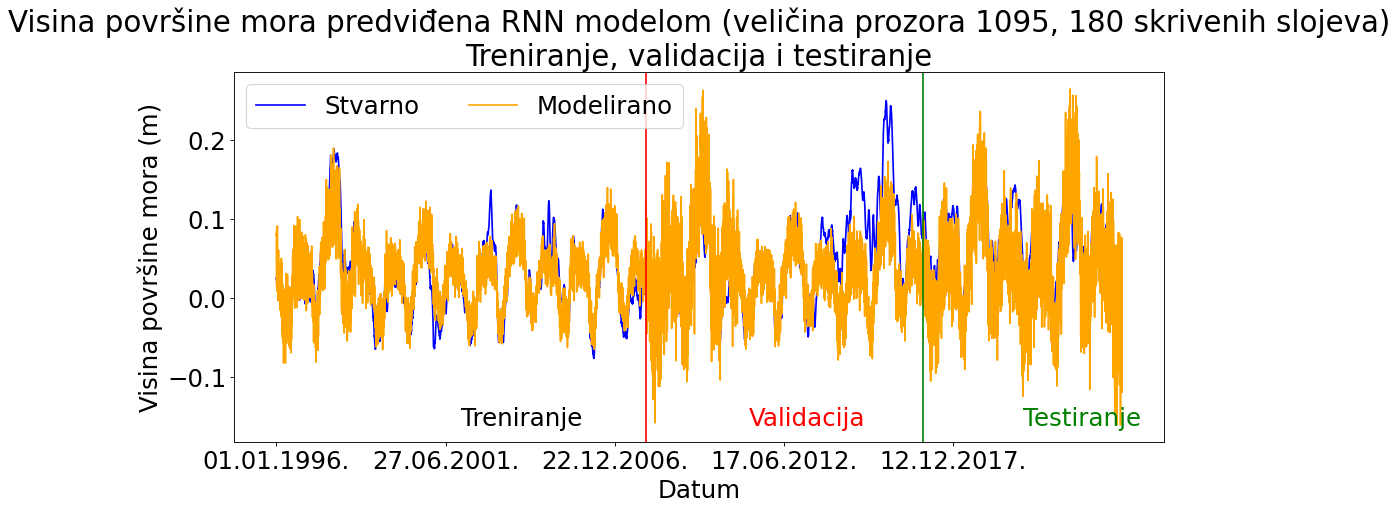 Visina površine mora predviđena RNN modelom (veličina prozora 1095, 180 skrivenih slojeva)
Treniranje, validacija i testiranje
Stvarno
Modelirano
Visina površine mora (m)
0.2
0.1
0.0
−0.1
Treniranje
Validacija
Testiranje
01.01.1996.
27.06.2001.
22.12.2006.
17.06.2012.
12.12.2017.
Datum